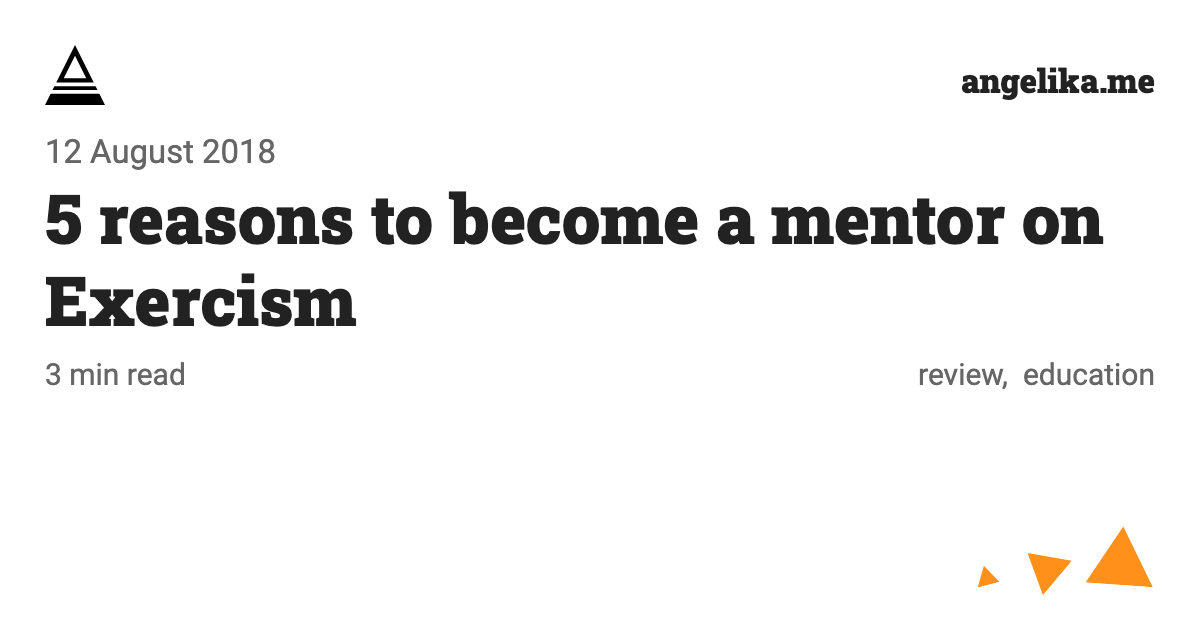 angelika.me
12 August 2018
5 reasons to become a mentor on
Exercism
3 min read
review, education